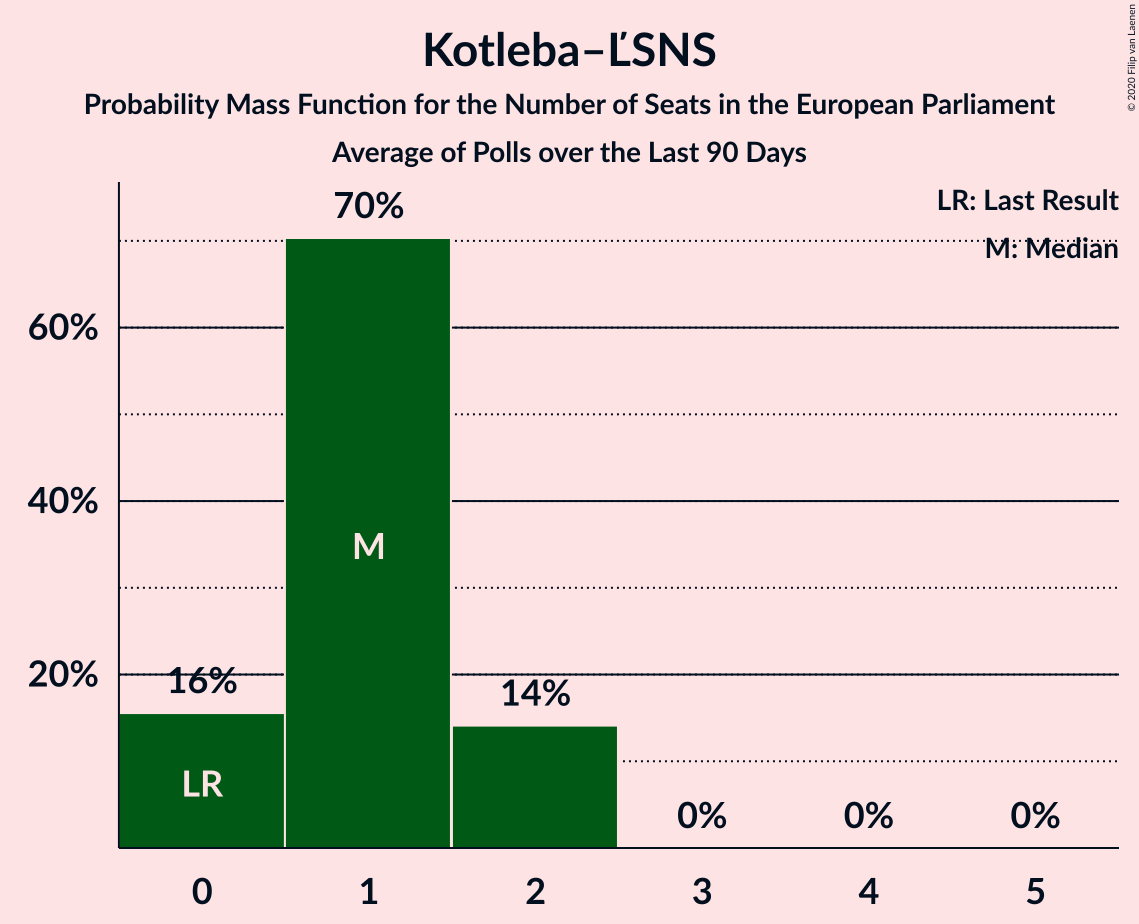 Kotleba–ĽSNS
Probability Mass Function for the Number of Seats in the European Parliament
Average of Polls over the Last 90 Days
© 2020 Filip van Laenen
LR: Last Result
M: Median
70%
60%
40%
20%
16%
14%
0%
0%
0%
M
LR
0
1
2
3
4
5